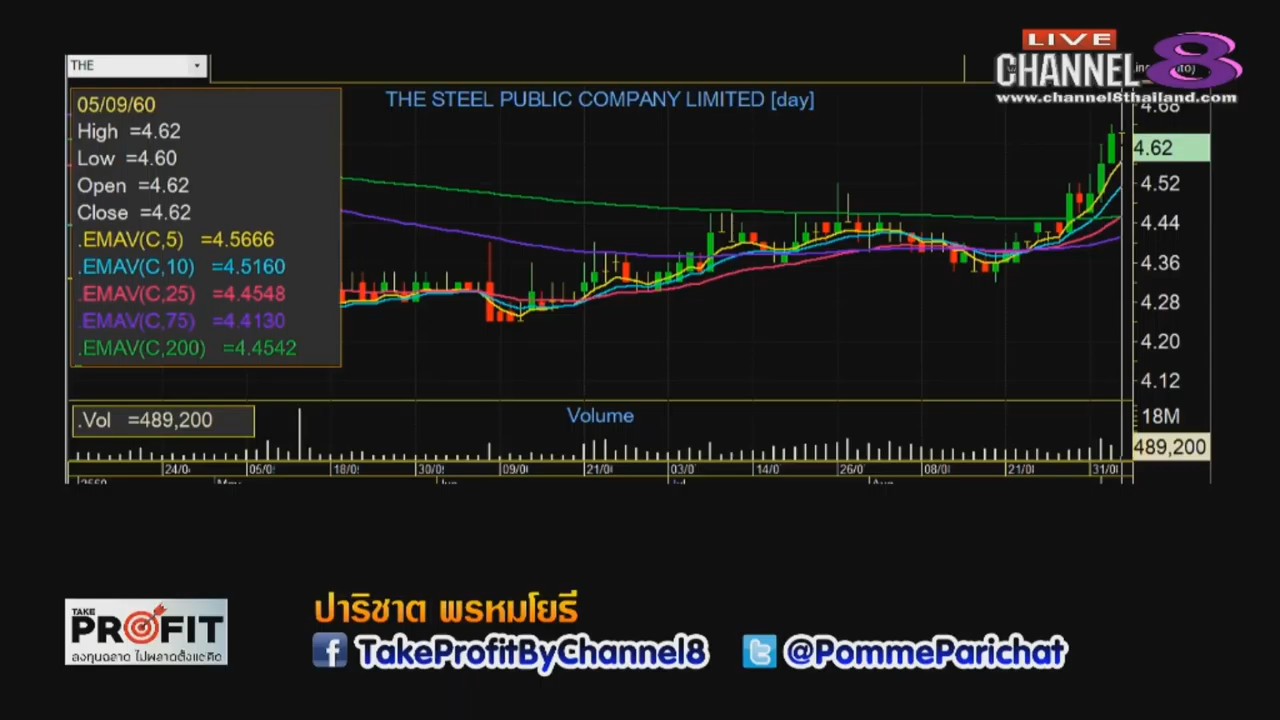 LIVE
CHANNEL 8
www.channel8thailand.com
THE
THE STEEL PUBLIC COMPANY LIMITED [day]
05/09/60
High =4.62
Low =4.60
Open =4.62
Close =4.62
.EMAV(C,5) =4.5666
.EMAV(C,10) =4.5160
.EMAV(C,25) =4.4548
.EMAV(C,75) =4.4130
.EMAV(C,200) =4.4542
4.68
4.62
4.52
4.44
4.36
4.28
4.20
4.12
.Vol =489,200
Volume
18M
489,200
24/0 05/0 18/0 30/0 09/0 21/0 03/0 14/0 26/0 08/0 21/0 31/0
TAKE
PROFIT
ลงทุนฉลาด ไม่พลาดตั้งแต่คิด
ปาริชาต พรหมโยธี
TakeProfitByChannel8 @PommeParichat